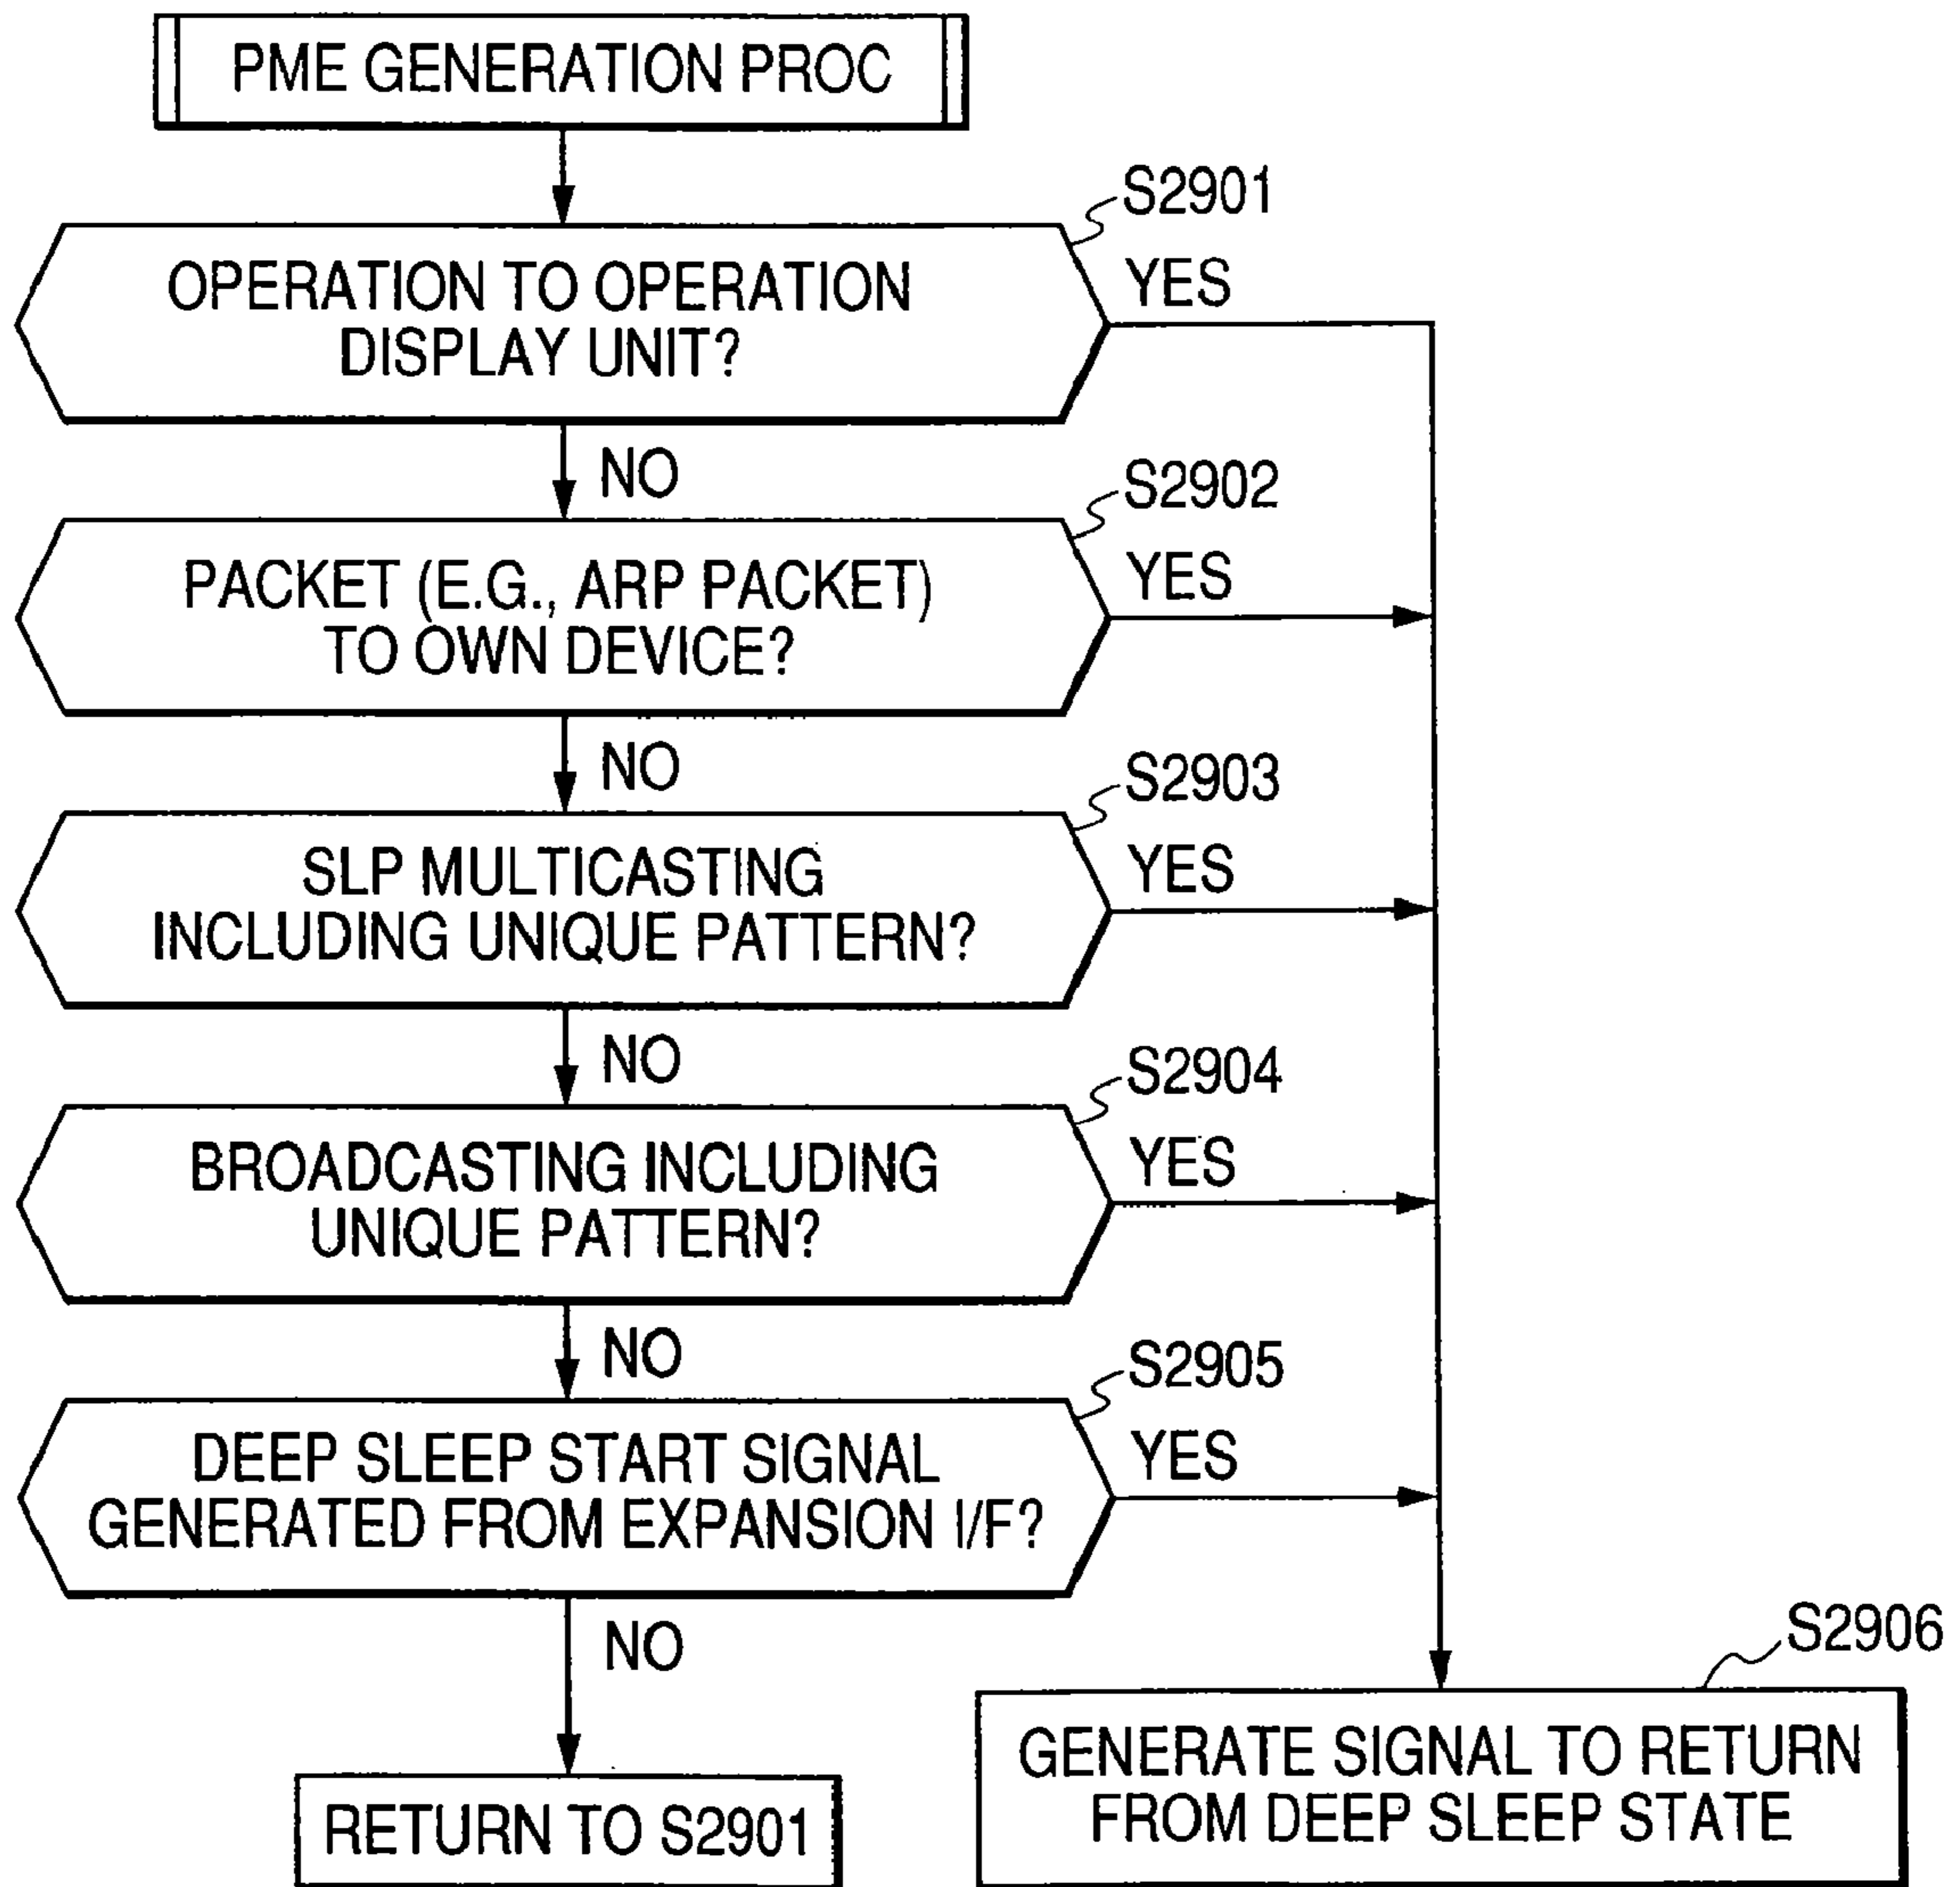 PME GENERATION PROC
S2901
OPERATION TO OPERATION
DISPLAY UNIT?
YES
NO
S2902
PACKET (E.G., ARP PACKET)
TO OWN DEVICE?
YES
NO
S2903
SLP MULTICASTING
INCLUDING UNIQUE PATTERN?
YES
NO
S2904
BROADCASTING INCLUDING
UNIQUE PATTERN?
YES
NO
S2905
DEEP SLEEP START SIGNAL
GENERATED FROM EXPANSION I/F?
YES
NO
RETURN TO S2901
S2906
GENERATE SIGNAL TO RETURN
FROM DEEP SLEEP STATE